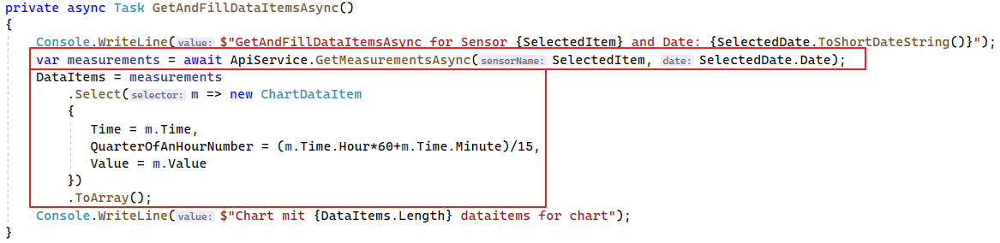 private async Task GetAndFillDataItemsAsync()
{
    Console.WriteLine(value: $"GetAndFillDataItemsAsync for Sensor {SelectedItem} and Date: {SelectedDate.ToShortDateString()}");
    var measurements = await ApiService.GetMeasurementsAsync(sensorName: SelectedItem, date: SelectedDate.Date);
    DataItems = measurements
        .Select(selector: m => new ChartDataItem
        {
           Time = m.Time,
           QuarterOfAnHourNumber = (m.Time.Hour*60+m.Time.Minute)/15,
           Value = m.Value
        })
        .ToArray();
    Console.WriteLine(value: $"Chart mit {DataItems.Length} dataitems for chart");
}